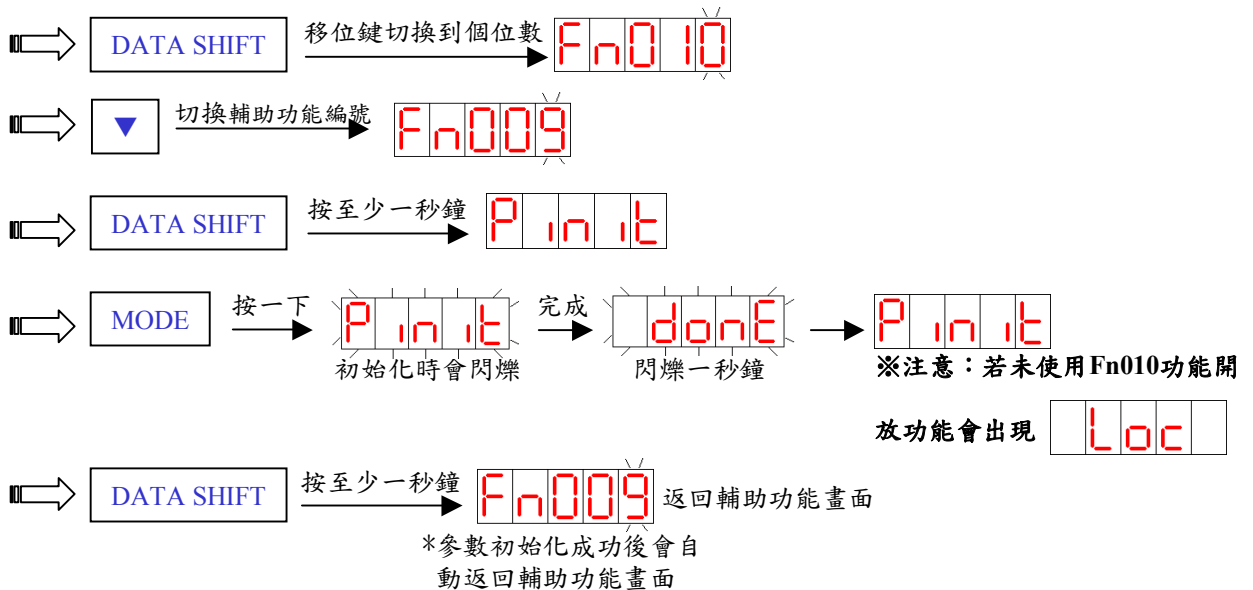 DATA SHIFT 移位鍵切換到個位數 Fn010
▼ 切換輔助功能編號 Fn009
DATA SHIFT 按至少一秒鐘 P init
MODE 按一下 P init 完成 donE P init
初始化時會閃爍 閃爍一秒鐘 ※注意：若未使用Fn010功能開
放功能會出現 Loc
DATA SHIFT 按至少一秒鐘 Fn009 返回輔助功能畫面
*參數初始化成功後會自
動返回輔助功能畫面